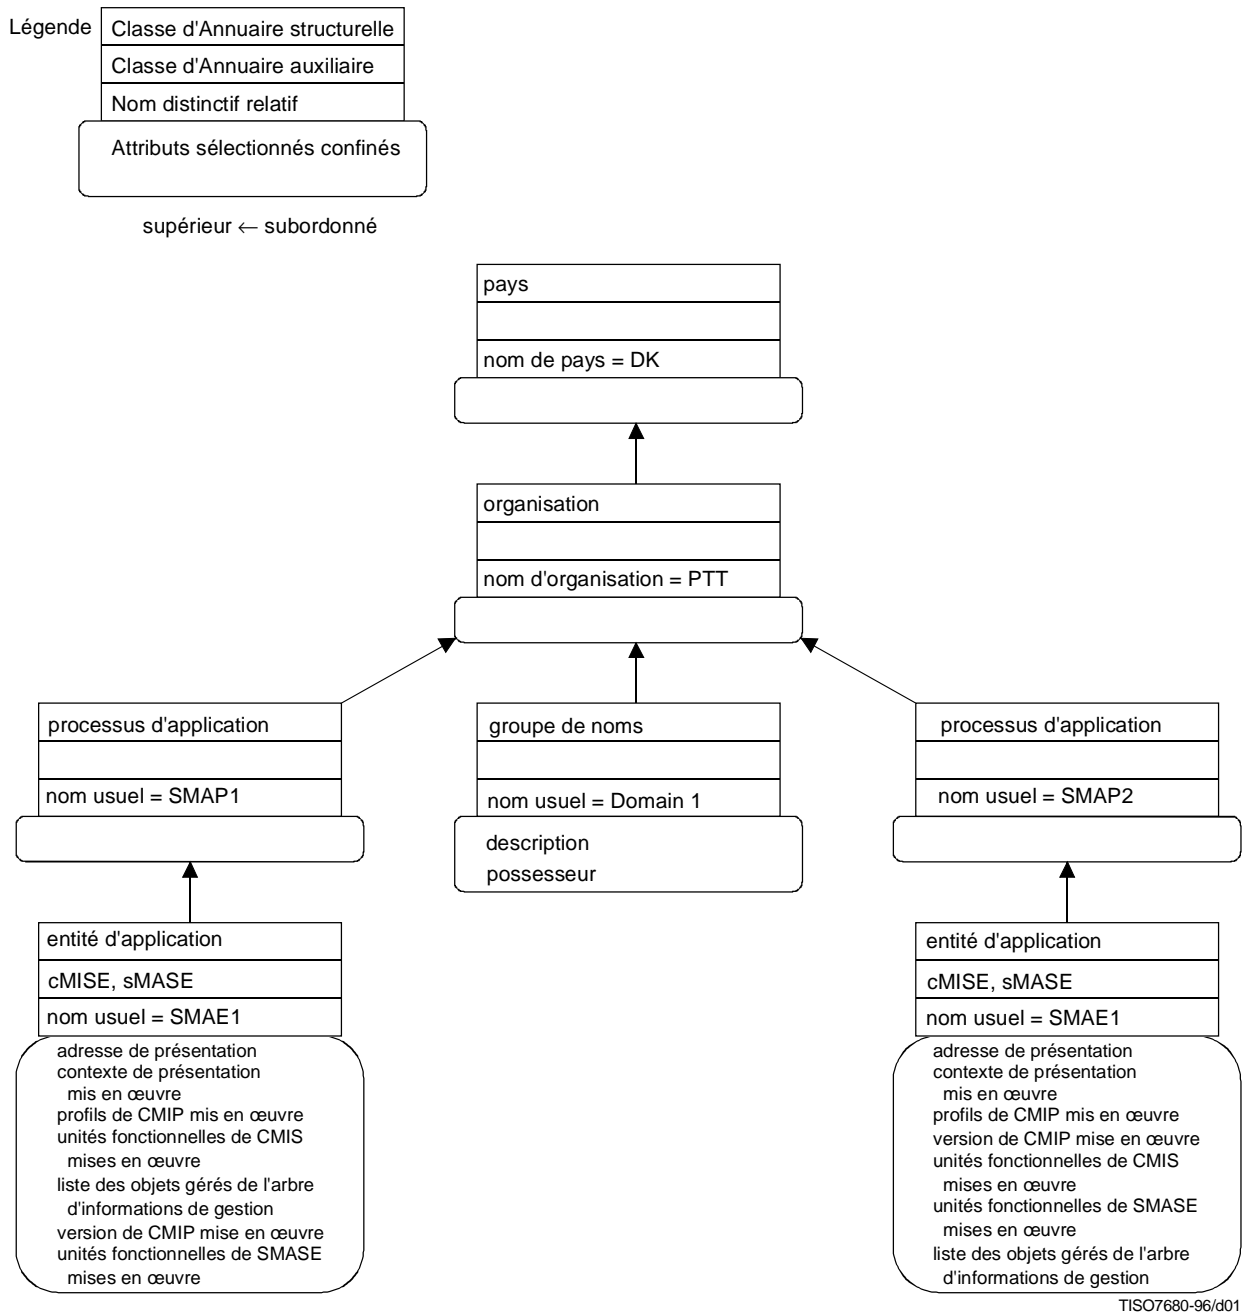 Légende
Classe d'Annuaire structurelle
Classe d'Annuaire auxiliaire
Nom distinctif relatif
Attributs sélectionnés confinés
supérieur ← subordonné
pays
nom de pays = DK
organisation
nom d'organisation = PTT
processus d'application
nom usuel = SMAP1
groupe de noms
nom usuel = Domain 1
description
possesseur
processus d'application
nom usuel = SMAP2
entité d'application
cMISE, sMASE
nom usuel = SMAE1
adresse de présentation
contexte de présentation
mis en œuvre
profils de CMIP mis en œuvre
unités fonctionnelles de CMIS
mises en œuvre
liste des objets gérés de l'arbre
d'informations de gestion
version de CMIP mise en œuvre
unités fonctionnelles de SMASE
mises en œuvre
entité d'application
cMISE, sMASE
nom usuel = SMAE1
adresse de présentation
contexte de présentation
mis en œuvre
profils de CMIP mis en œuvre
version de CMIP mise en œuvre
unités fonctionnelles de CMIS
mises en œuvre
unités fonctionnelles de SMASE
mises en œuvre
liste des objets gérés de l'arbre
d'informations de gestion
TISO7680-96/d01